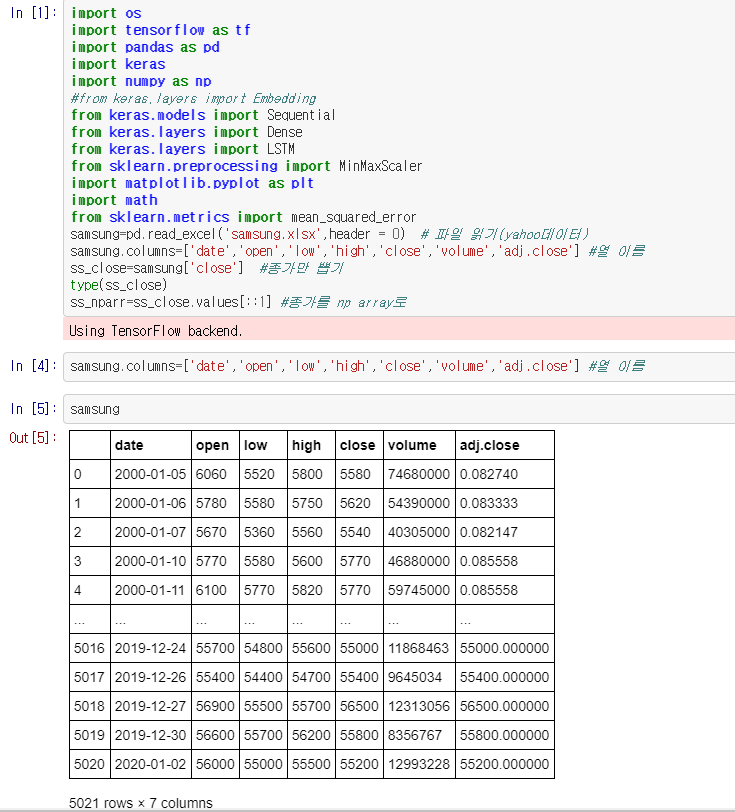 In [1]:
import os
import tensorflow as tf
import pandas as pd
import keras
import numpy as np
#from keras.layers import Embedding
from keras.models import Sequential
from keras.layers import Dense
from keras.layers import LSTM
from sklearn.preprocessing import MinMaxScaler
import matplotlib.pyplot as plt
import math
from sklearn.metrics import mean_squared_error
samsung=pd.read_excel('samsung.xlsx',header = 0)  # 파일 읽기(yahoo데이터)
samsung.columns=['date','open','low','high','close','volume','adj.close'] #열 이름
ss_close=samsung['close']  #종가만 뽑기
type(ss_close)
ss_nparr=ss_close.values[::1] #종가를 np array로
Using TensorFlow backend.
In [4]: samsung.columns=['date','open','low','high','close','volume','adj.close'] #열 이름
In [5]: samsung
Out[5]:
date open low high close volume adj.close
0 2000-01-05 6060 5520 5800 5580 74680000 0.082740
1 2000-01-06 5780 5580 5750 5620 54390000 0.083333
2 2000-01-07 5670 5360 5560 5540 40305000 0.082147
3 2000-01-10 5770 5580 5600 5770 46880000 0.085558
4 2000-01-11 6100 5770 5820 5770 59745000 0.085558
... ... ... ... ... ... ... ...
5016 2019-12-24 55700 54800 55600 55000 11868463 55000.000000
5017 2019-12-26 55400 54400 54700 55400 9645034 55400.000000
5018 2019-12-27 56900 55500 55700 56500 12313056 56500.000000
5019 2019-12-30 56600 55700 56200 55800 8356767 55800.000000
5020 2020-01-02 56000 55000 55500 55200 12993228 55200.000000
5021 rows × 7 columns